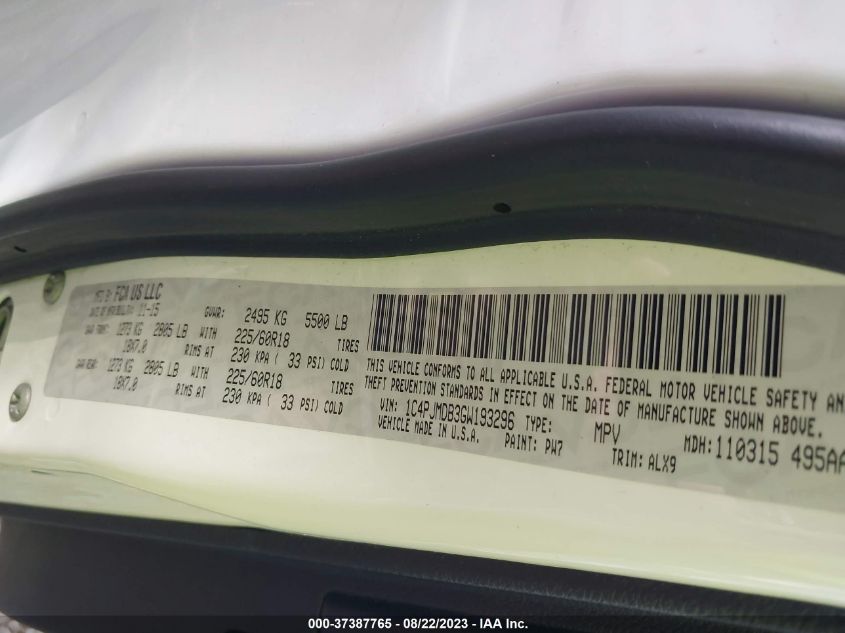 MFD BY: FCA US LLC
DATE OF MFR: 11-15 GVWR: 2495 KG 5500 LB
GAWR FRONT: 1273 KG 2805 LB WITH 225/60R18 TIRES
18X7.0 RIMS AT 230 KPA ( 33 PSI) COLD
GAWR REAR: 1273 KG 2805 LB WITH 225/60R18 TIRES
18X7.0 RIMS AT 230 KPA ( 33 PSI) COLD
THIS VEHICLE CONFORMS TO ALL APPLICABLE U.S.A. FEDERAL MOTOR VEHICLE SAFETY AN
THEFT PREVENTION STANDARDS IN EFFECT ON THE DATE OF MANUFACTURE SHOWN ABOVE.
VIN: 1C4PJMDB3GW193296 TYPE: MPV MDH: 110315 495AA
VEHICLE MADE IN U.S.A. PAINT: PW7 TRIM: ALX9
000-37387765 - 08/22/2023 - IAA Inc.